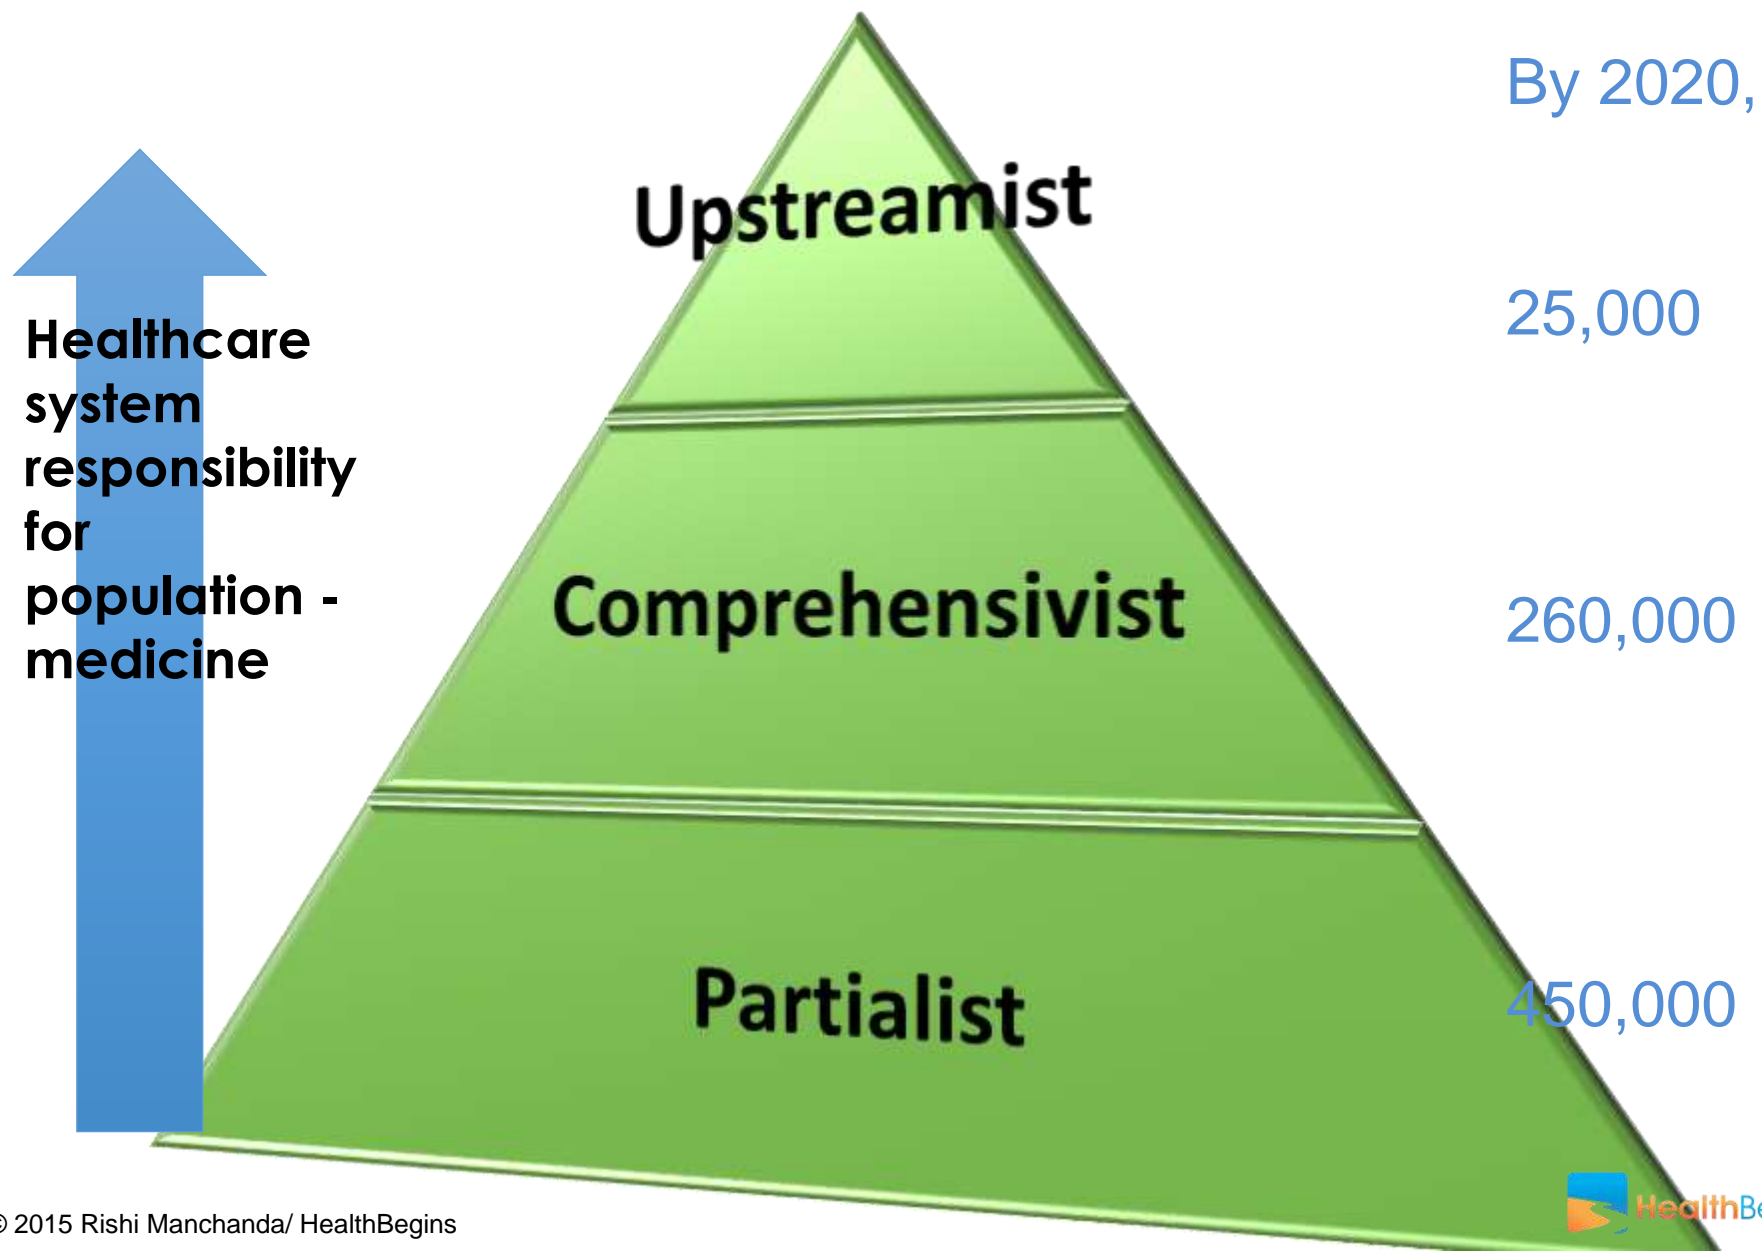 By 2020,
Upstreamist
25,000
Healthcare
system
responsibility
for
population -
medicine
Comprehensivist
260,000
Partialist
450,000
© 2015 Rishi Manchanda/ HealthBegins
HealthBe